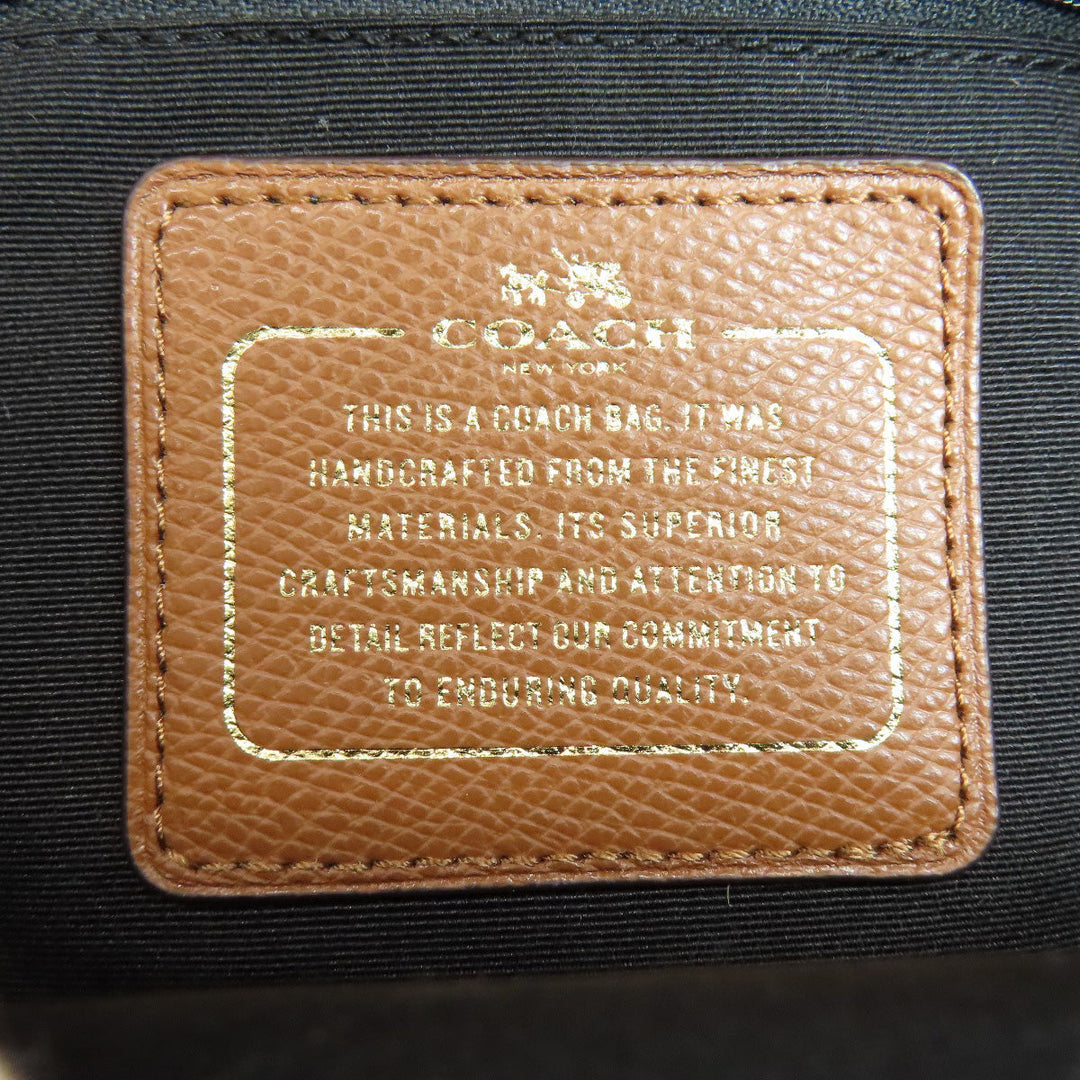 COACH
NEW YORK
THIS IS A COACH BAG. IT WAS
HANDCRAFTED FROM THE FINEST
MATERIALS. ITS SUPERIOR
CRAFTSMANSHIP AND ATTENTION TO
DETAIL REFLECT OUR COMMITMENT
TO ENDURING QUALITY.